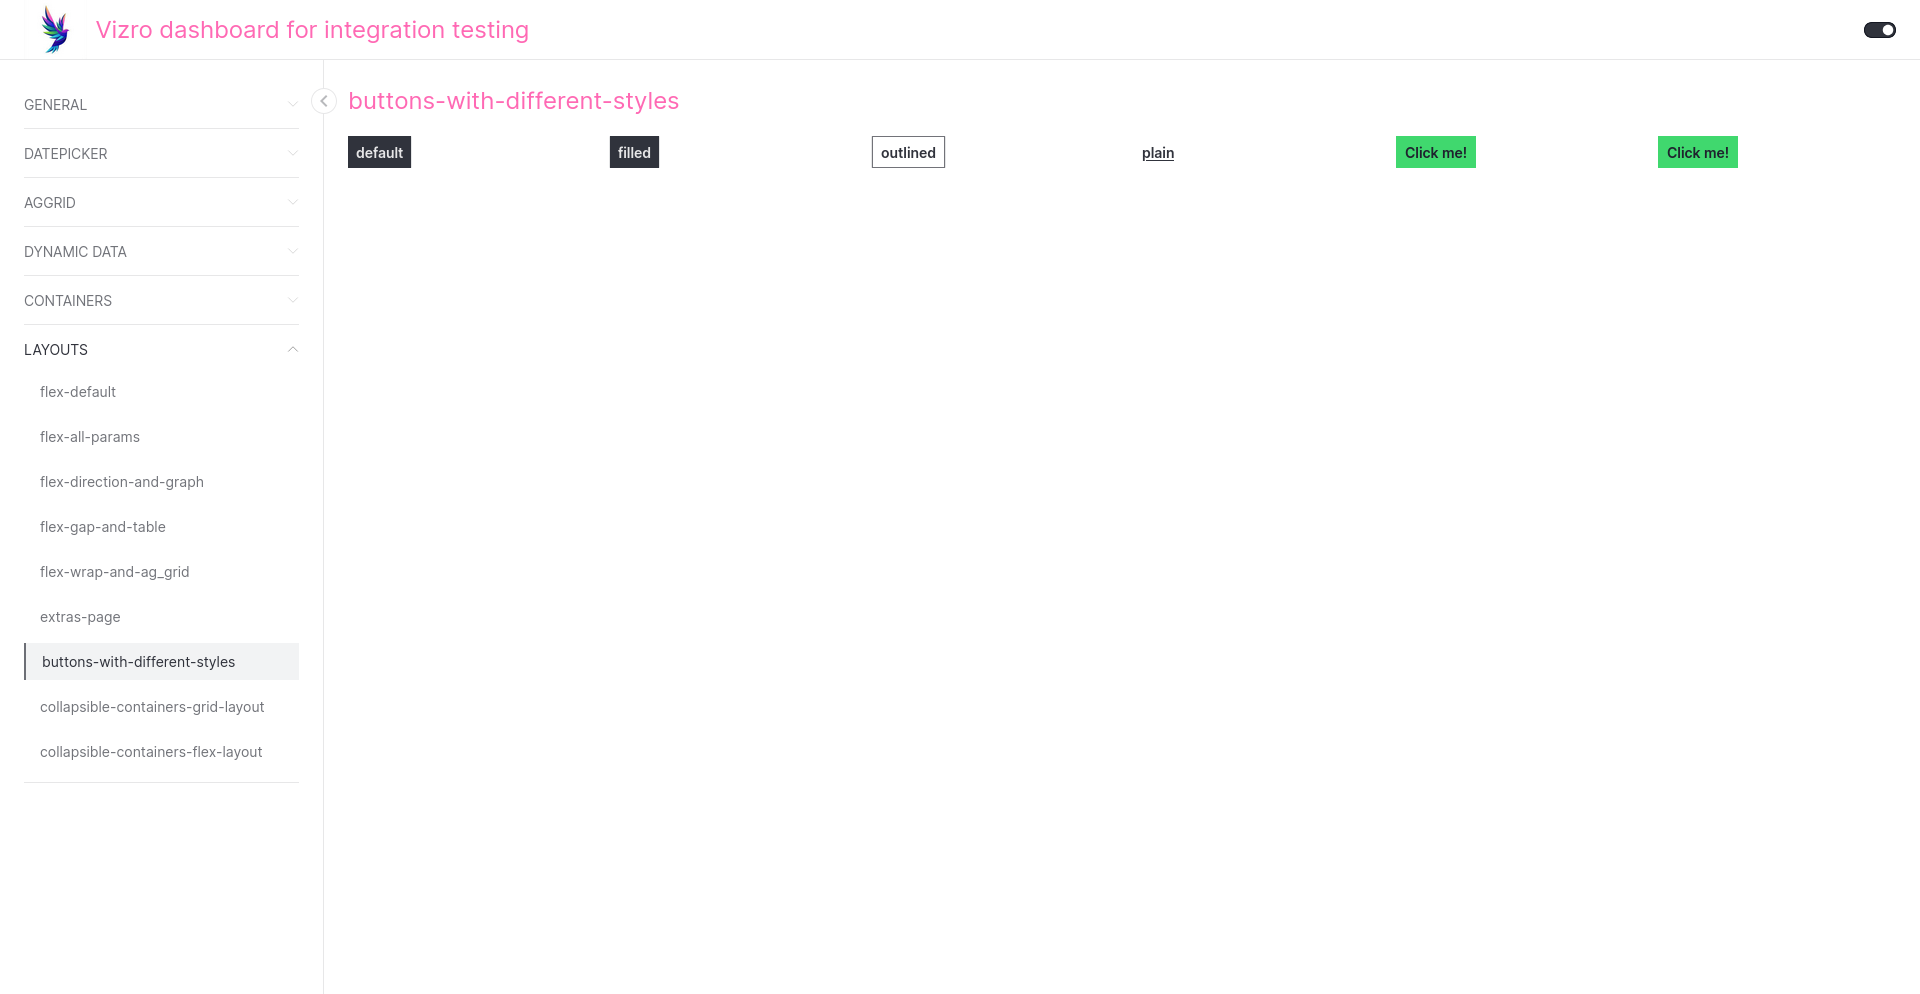 Vizro dashboard for integration testing
GENERAL
DATEPICKER
AGGRID
DYNAMIC DATA
CONTAINERS
LAYOUTS
flex-default
flex-all-params
flex-direction-and-graph
flex-gap-and-table
flex-wrap-and-ag_grid
extras-page
buttons-with-different-styles
collapsible-containers-grid-layout
collapsible-containers-flex-layout
buttons-with-different-styles
default filled outlined plain Click me! Click me!